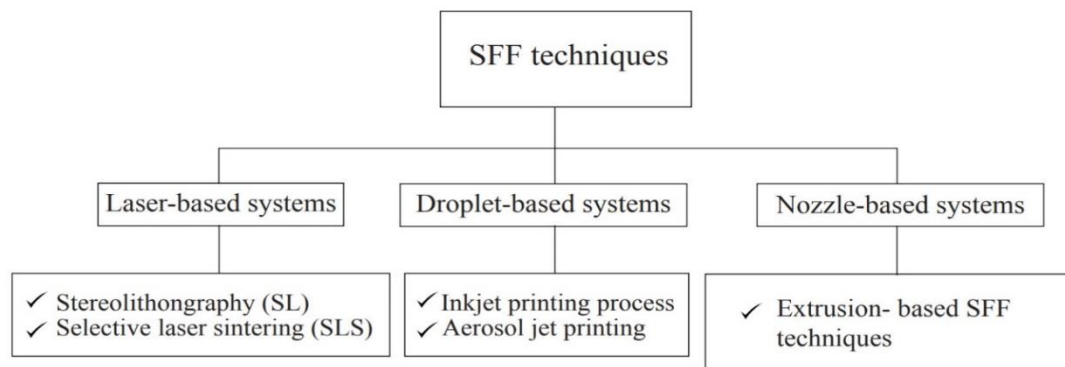 SFF techniques
Laser-based systems
Droplet-based systems
Nozzle-based systems
✓ Stereolithongraphy (SL)
✓ Selective laser sintering (SLS)
✓ Inkjet printing process
✓ Aerosol jet printing
✓ Extrusion- based SFF
techniques